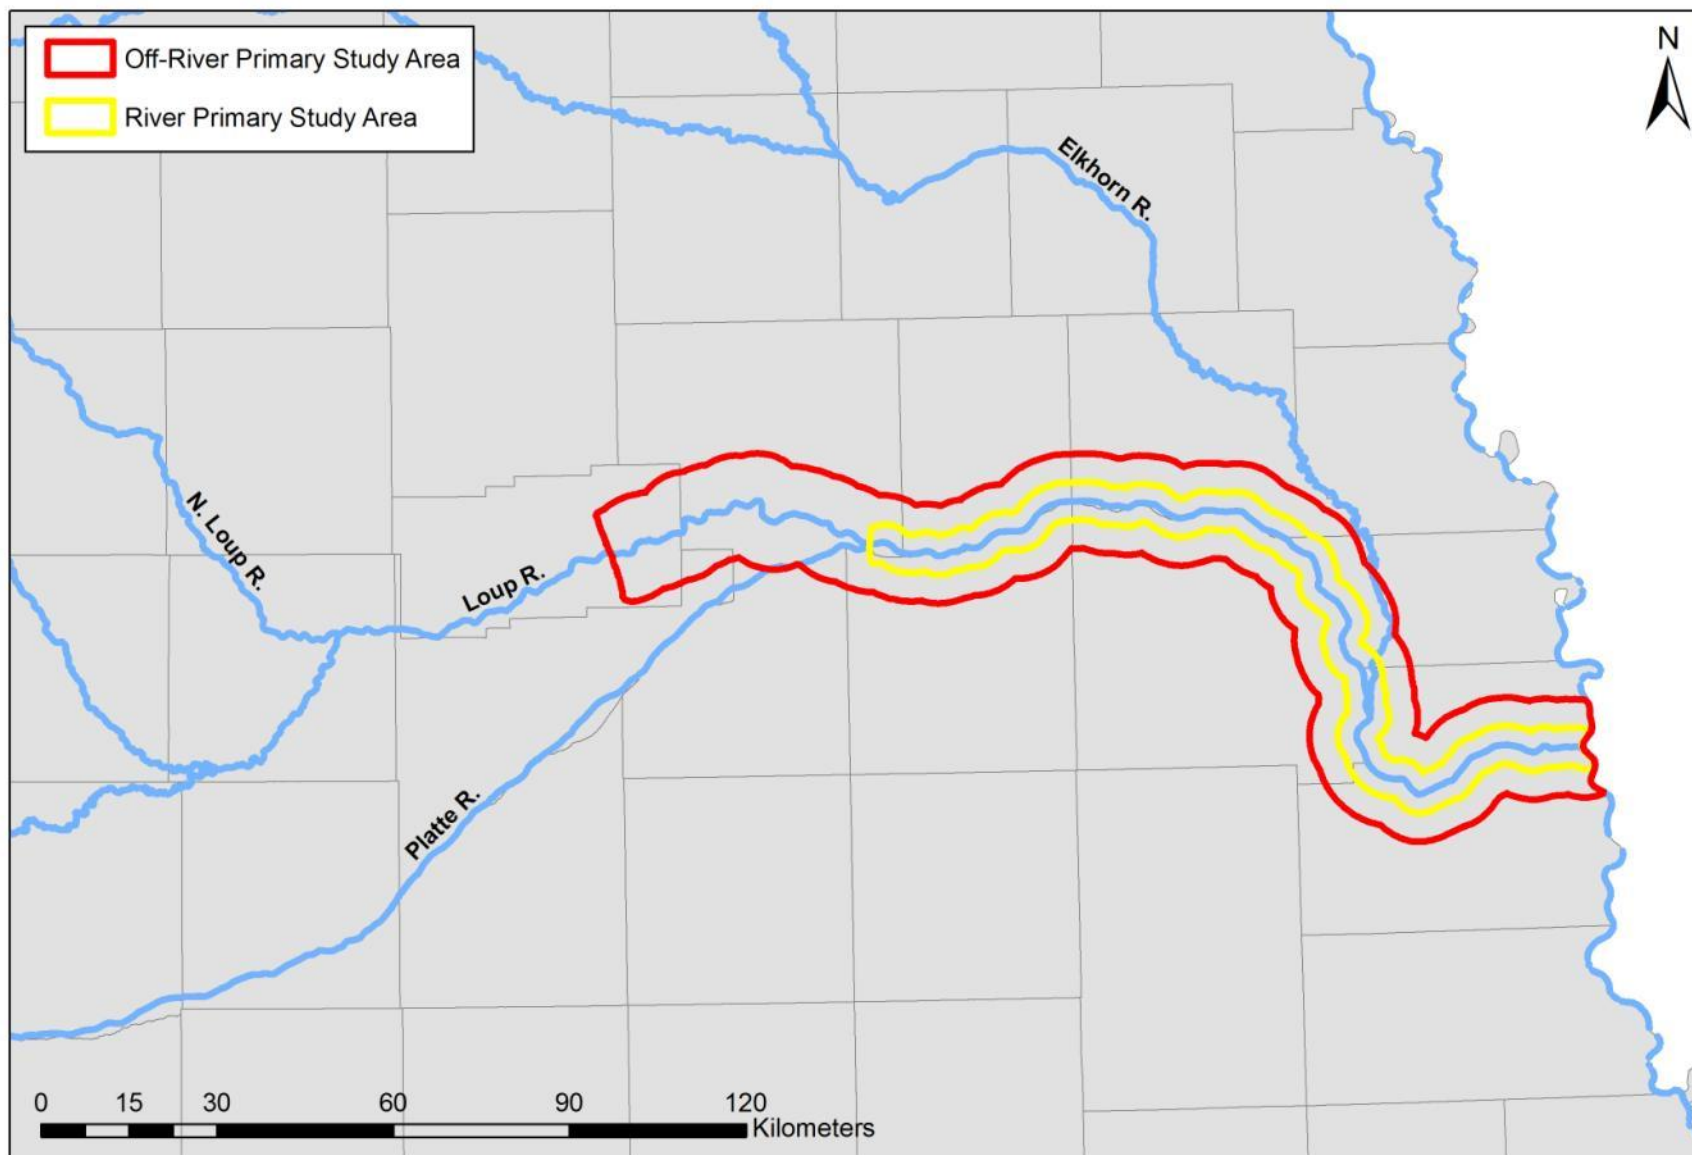 Off-River Primary Study Area
River Primary Study Area
N
Elkhorn R.
N. Loup R.
Loup R.
Platte R.
0 15 30 60 90 120
Kilometers